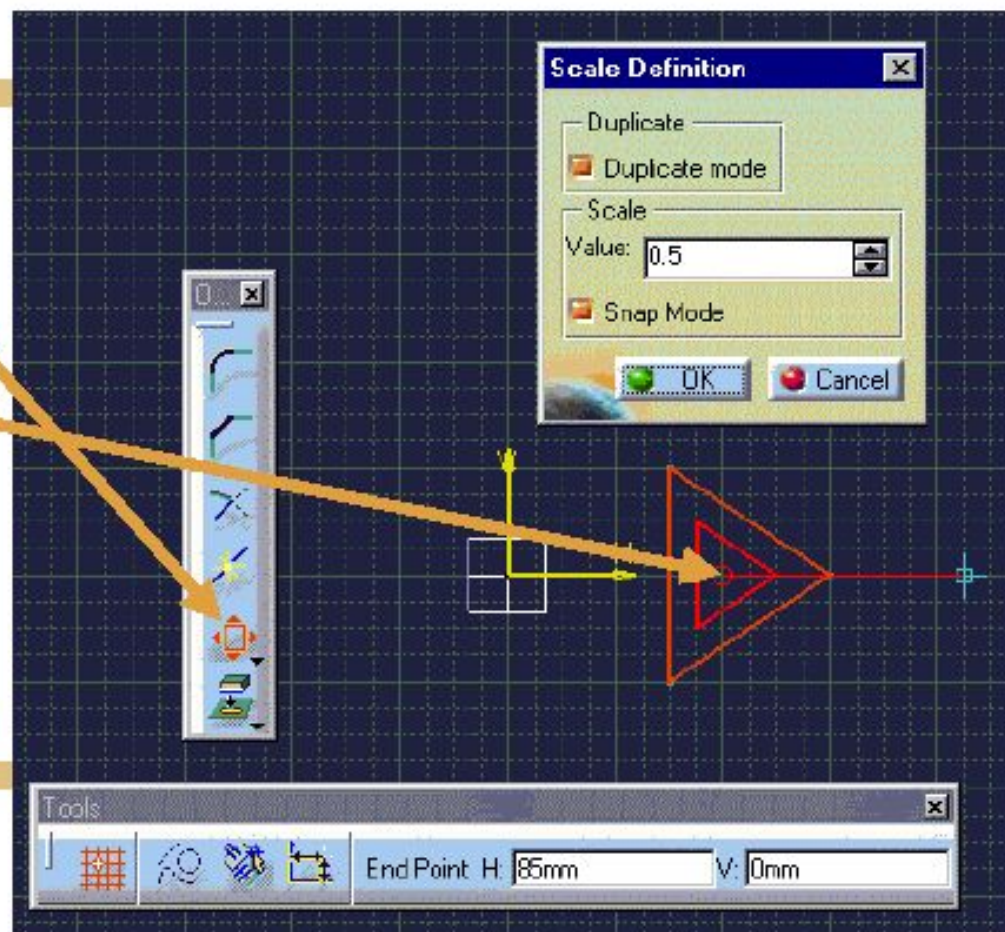 Scale Definition
Duplicate
Duplicate mode
Scale
Value: 0.5
Snap Mode
OK Cancel
O...
V
H
Tools
End Point H: 85mm V: 0mm